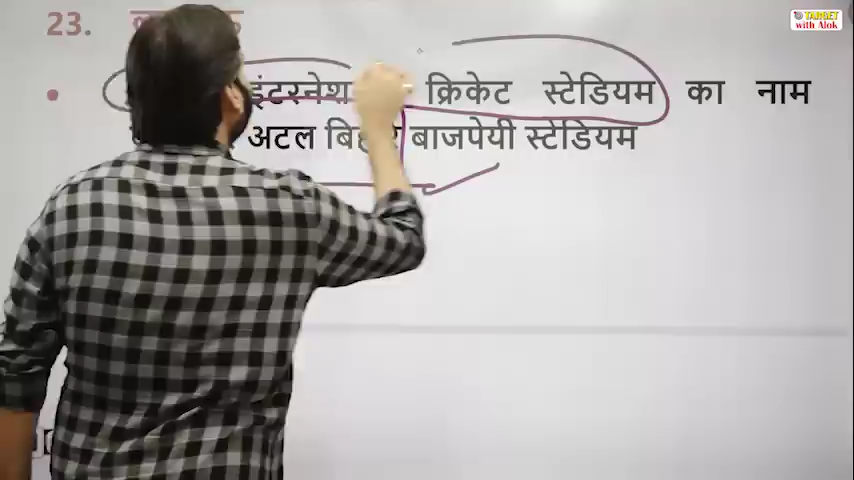 23.
TARGET
with Alok
इंटरनेश क्रिकेट स्टेडियम का नाम
अटल बिहारी बाजपेयी स्टेडियम